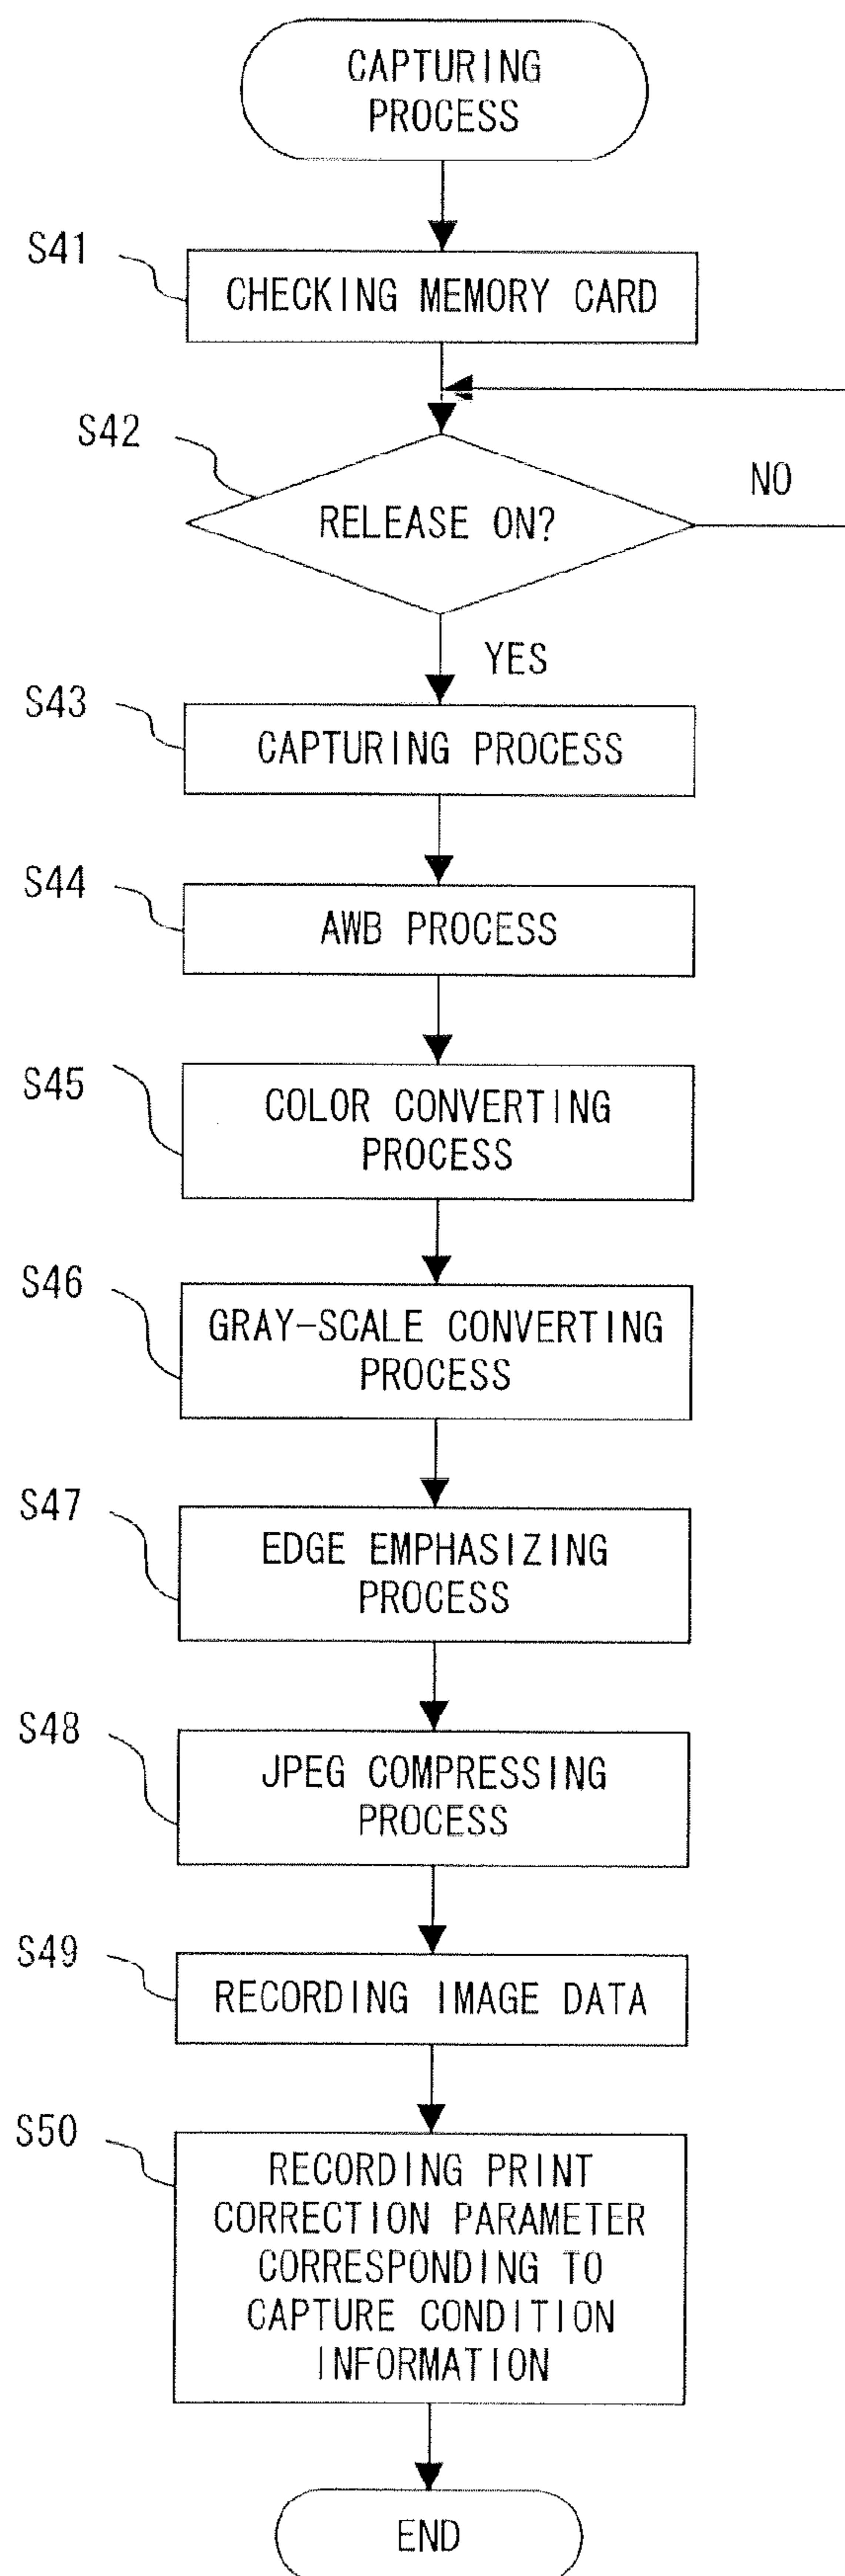 CAPTURING
PROCESS
S41
CHECKING MEMORY CARD
S42
RELEASE ON?
NO
YES
S43
CAPTURING PROCESS
S44
AWB PROCESS
S45
COLOR CONVERTING
PROCESS
S46
GRAY-SCALE CONVERTING
PROCESS
S47
EDGE EMPHASIZING
PROCESS
S48
JPEG COMPRESSING
PROCESS
S49
RECORDING IMAGE DATA
S50
RECORDING PRINT
CORRECTION PARAMETER
CORRESPONDING TO
CAPTURE CONDITION
INFORMATION
END